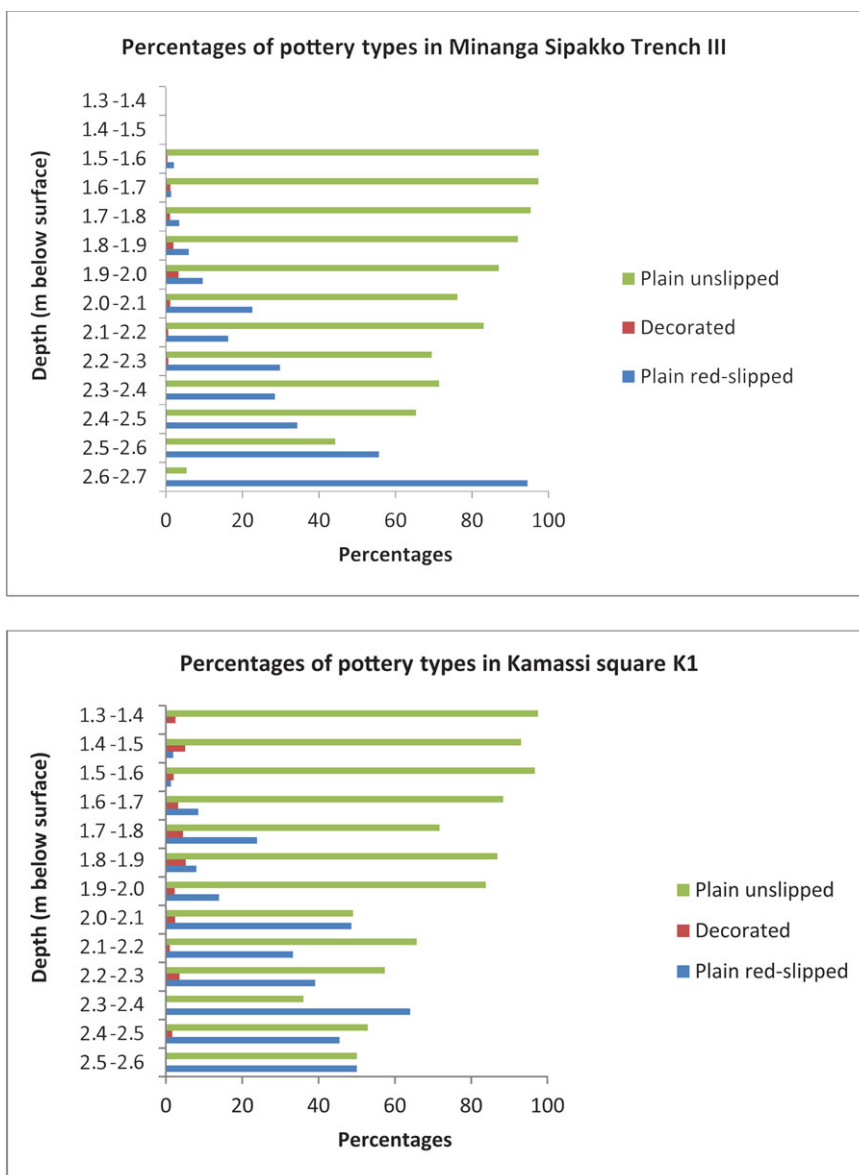 Percentages of pottery types in Minanga Sipakko Trench III
Depth (m below surface)
1.3 -1.4
1.4 -1.5
1.5 -1.6
1.6 -1.7
1.7 -1.8
1.8 -1.9
1.9 -2.0
2.0 -2.1
2.1 -2.2
2.2 -2.3
2.3 -2.4
2.4 -2.5
2.5 -2.6
2.6 -2.7
Plain unslipped
Decorated
Plain red-slipped
0 20 40 60 80 100
Percentages
Percentages of pottery types in Kamassi square K1
Depth (m below surface)
1.3 -1.4
1.4 -1.5
1.5 -1.6
1.6 -1.7
1.7 -1.8
1.8 -1.9
1.9 -2.0
2.0 -2.1
2.1 -2.2
2.2 -2.3
2.3 -2.4
2.4 -2.5
2.5 -2.6
Plain unslipped
Decorated
Plain red-slipped
0 20 40 60 80 100
Percentages